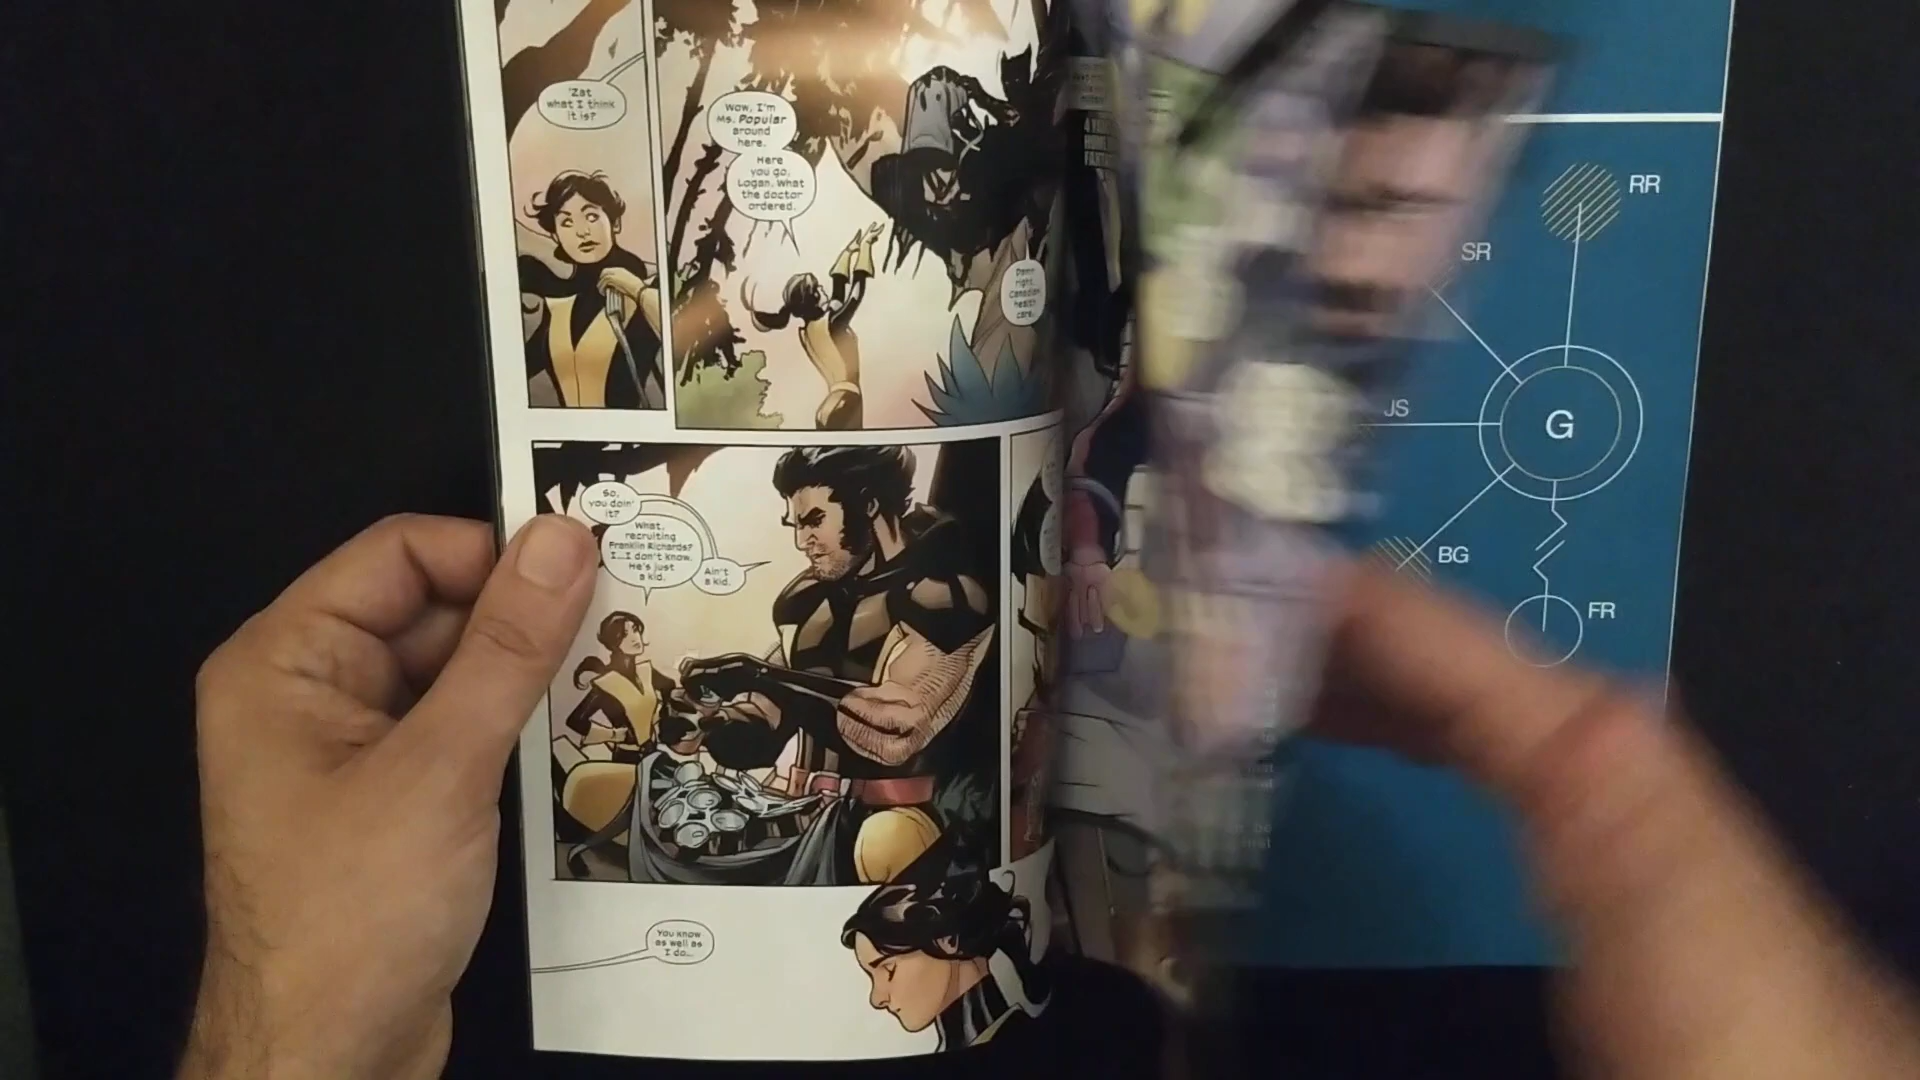 'Zat
what I think
it is?
Wow, I'm
Ms. Popular
around
here.
Here
you go,
Logan. What
the doctor
ordered.
Damn
right.
Canadian
health
care.
So,
you doin'
it?
What,
recruiting
Franklin Richards?
I...I don't know.
He's just
a kid.
Ain't
a kid.
You know
as well as
I do...
RR
SR
JS
G
BG
FR